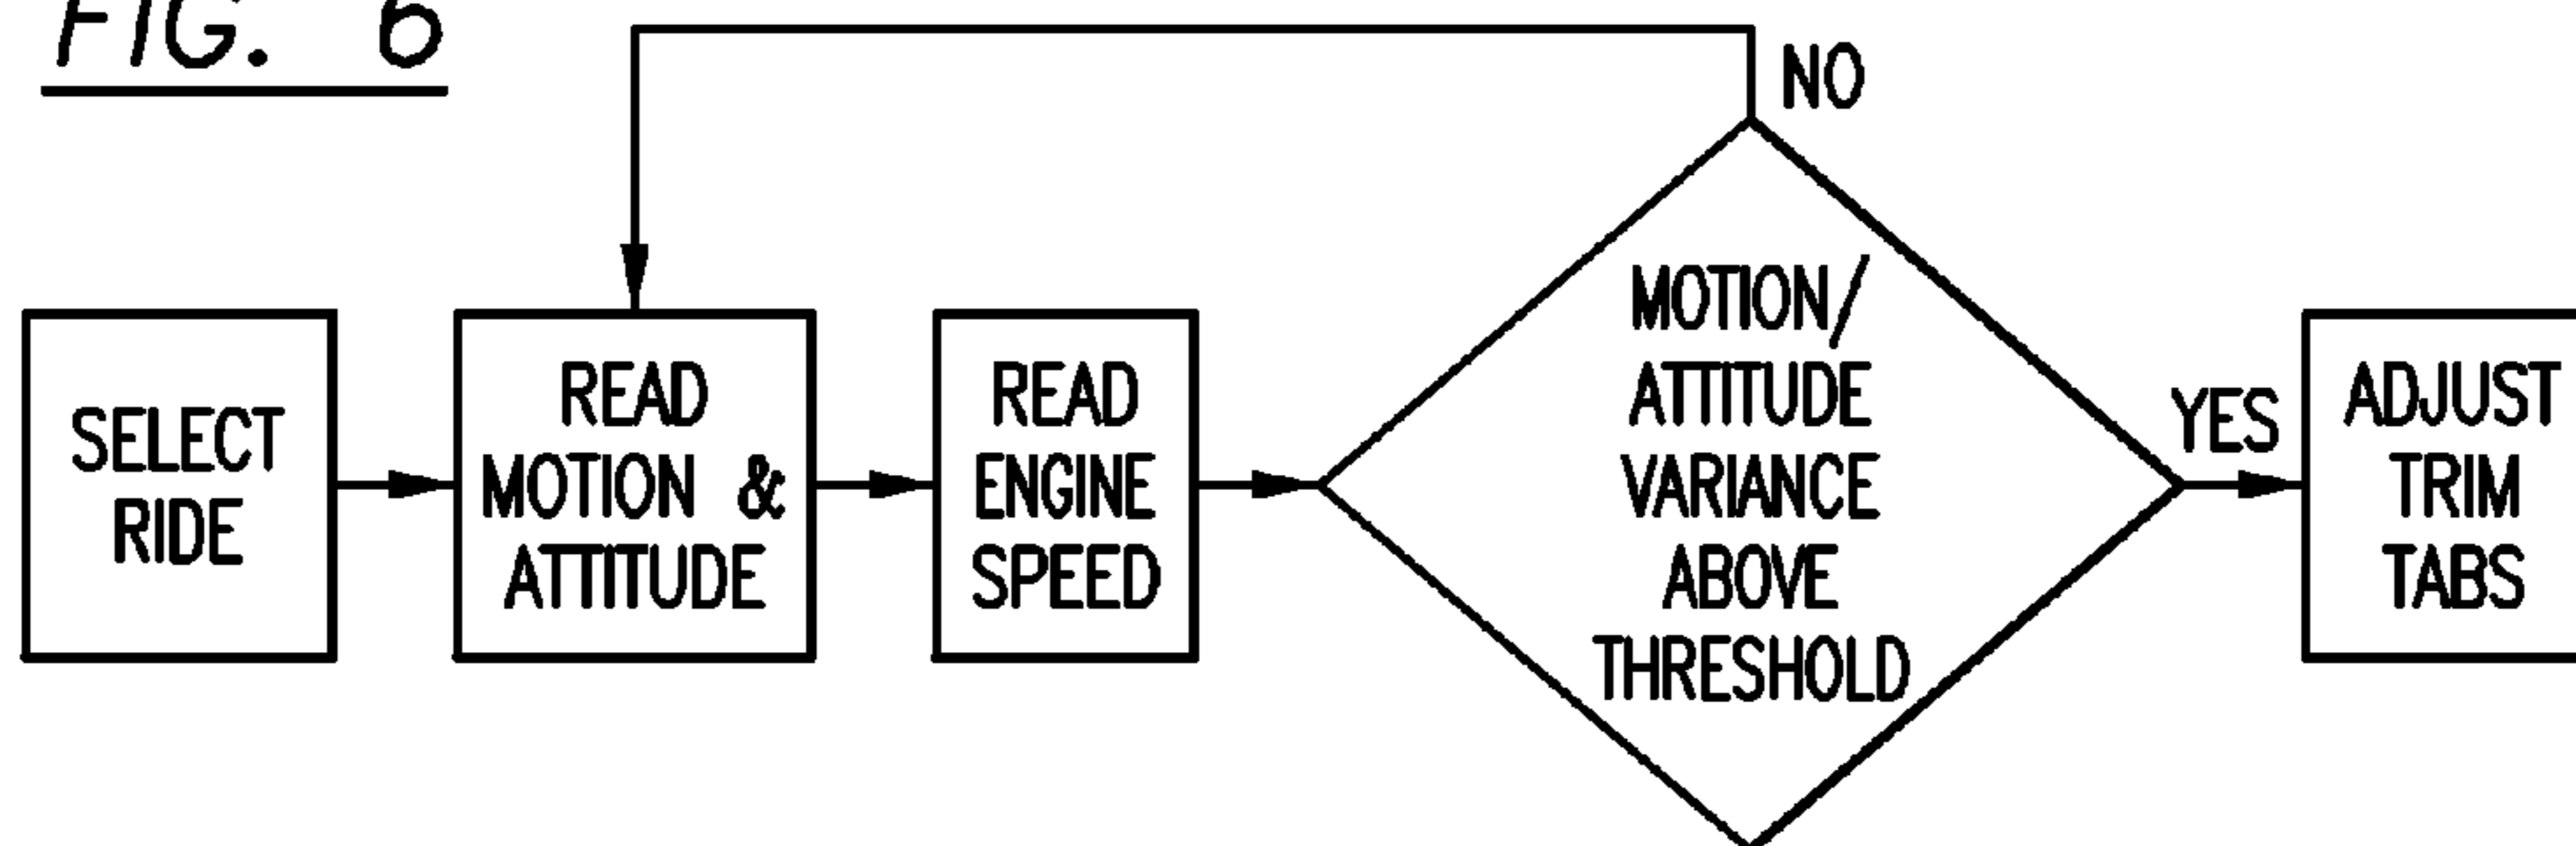 FIG. 6
NO
SELECT
RIDE
READ
MOTION &
ATTITUDE
READ
ENGINE
SPEED
MOTION/
ATTITUDE
VARIANCE
ABOVE
THRESHOLD
YES
ADJUST
TRIM
TABS